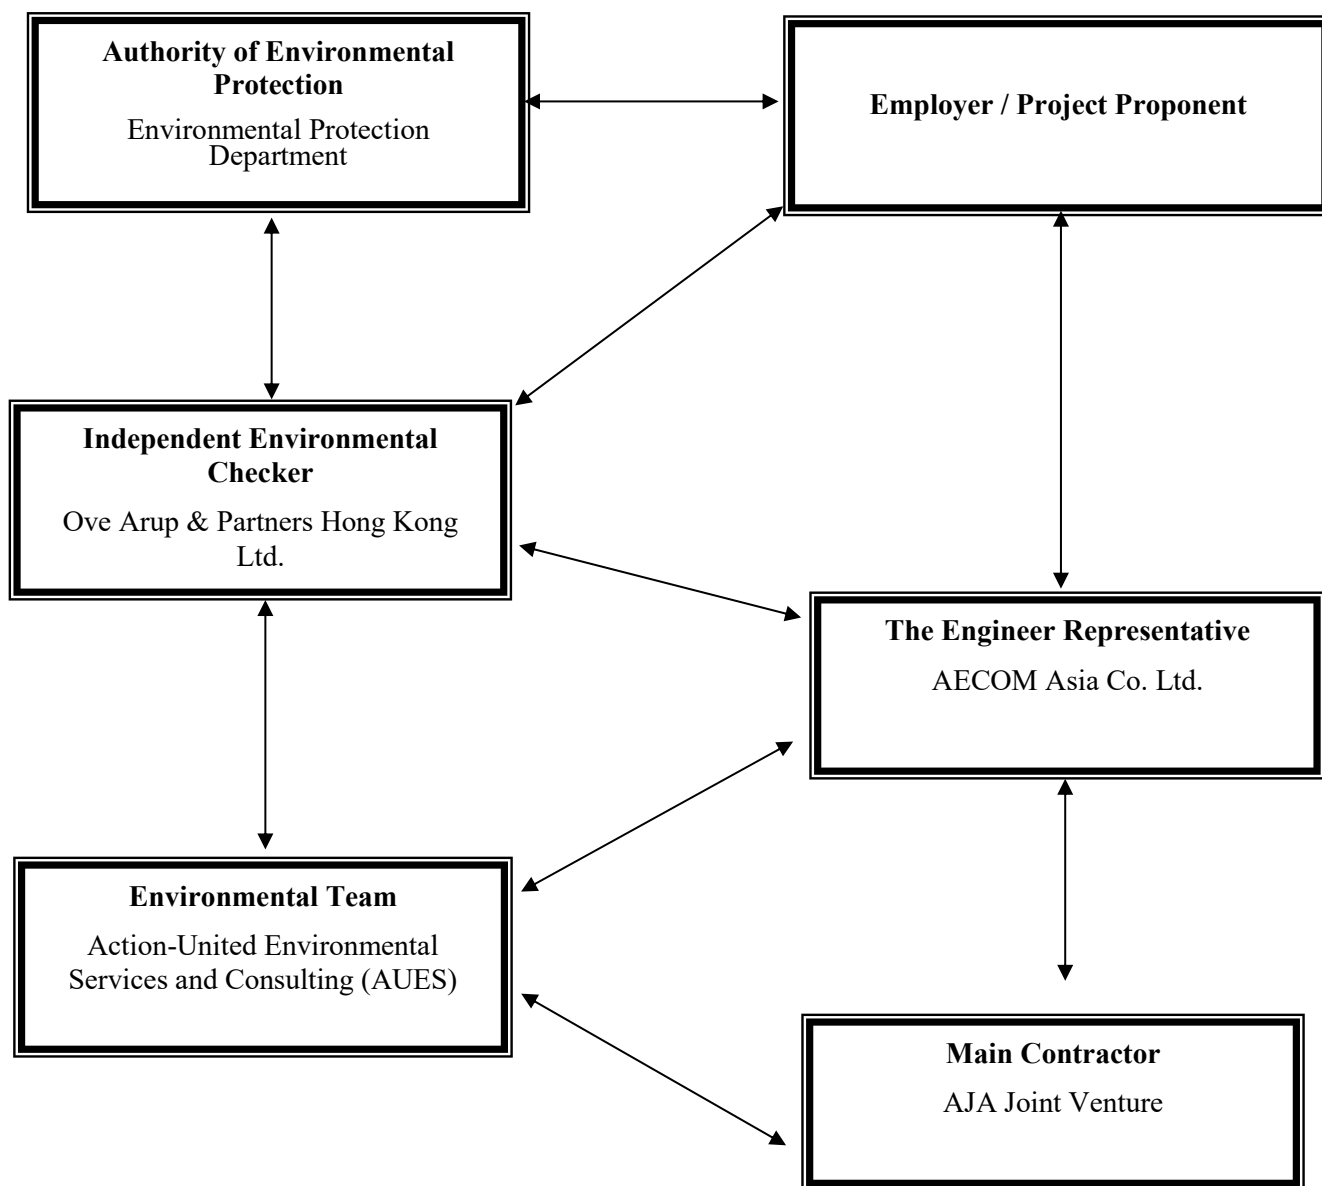 Authority of Environmental
Protection
Environmental Protection
Department
Employer / Project Proponent
Independent Environmental
Checker
Ove Arup & Partners Hong Kong
Ltd.
The Engineer Representative
AECOM Asia Co. Ltd.
Environmental Team
Action-United Environmental
Services and Consulting (AUES)
Main Contractor
AJA Joint Venture